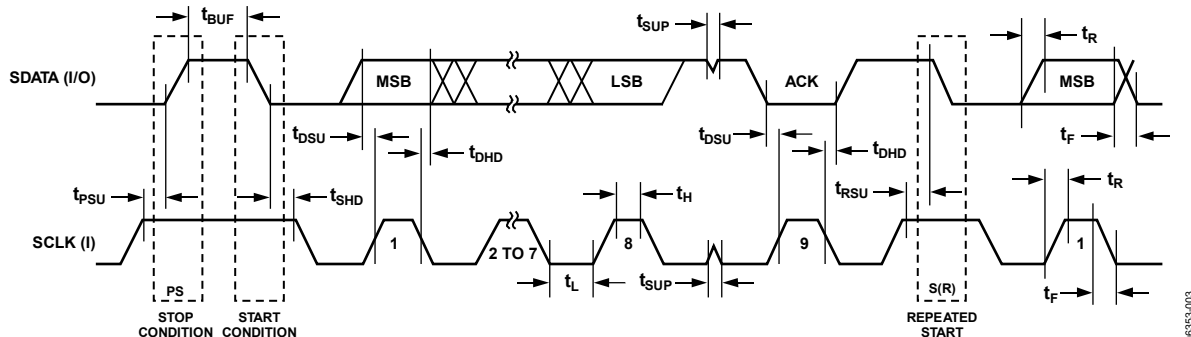 tBUF
tSUP
tR
SDATA (I/O)
MSB
LSB
ACK
MSB
tDSU
tDHD
tDSU
tDHD
tF
tPSU
tSHD
tH
tRSU
tR
SCLK (I)
1
2 TO 7
8
9
1
tL
tSUP
tF
PS
S(R)
STOP
CONDITION
START
CONDITION
REPEATED
START
6353-003